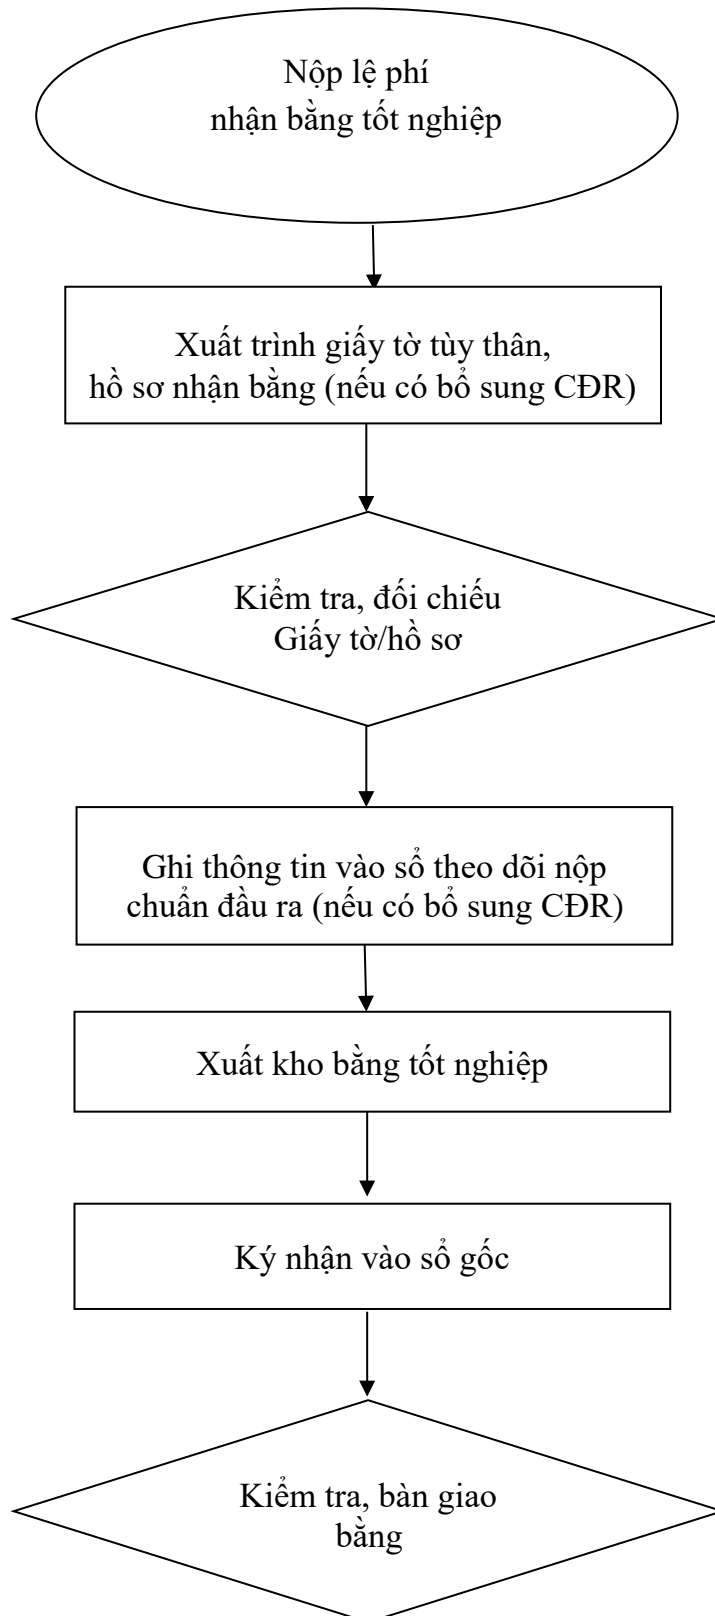 Nộp lệ phí
nhận bằng tốt nghiệp
Xuất trình giấy tờ tùy thân,
hồ sơ nhận bằng (nếu có bổ sung CĐR)
Kiểm tra, đối chiếu
Giấy tờ/hồ sơ
Ghi thông tin vào sổ theo dõi nộp
chuẩn đầu ra (nếu có bổ sung CĐR)
Xuất kho bằng tốt nghiệp
Ký nhận vào sổ gốc
Kiểm tra, bàn giao
bằng